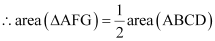 ∴ area (ΔAFG) = 1/2 area (ABCD)